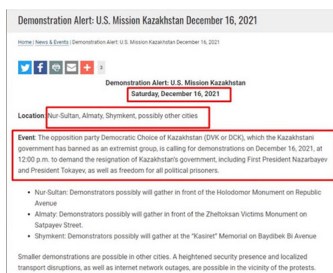 Demonstration Alert: U.S. Mission Kazakhstan December 16, 2021
Home | News & Events | Demonstration Alert: U.S. Mission Kazakhstan December 16, 2021
3
Demonstration Alert: U.S. Mission Kazakhstan
Saturday, December 16, 2021
Location: Nur-Sultan, Almaty, Shymkent, possibly other cities
Event: The opposition party Democratic Choice of Kazakhstan (DVK or DCK), which the Kazakhstani
government has banned as an extremist group, is calling for demonstrations on December 16, 2021, at
12:00 p.m. to demand the resignation of Kazakhstan's government, including First President Nazarbayev
and President Tokayev, as well as freedom for all political prisoners.
• Nur-Sultan: Demonstrators possibly will gather in front of the Holodomor Monument on Republic
Avenue
• Almaty: Demonstrators possibly will gather in front of the Zheltoksan Victims Monument on
Satpayev Street.
• Shymkent: Demonstrators possibly will gather at the "Kasiret" Memorial on Baydibek Bi Avenue
Smaller demonstrations are possible in other cities. A heightened security presence and localized
transport disruptions, as well as internet network outages, are possible in the vicinity of the protests.